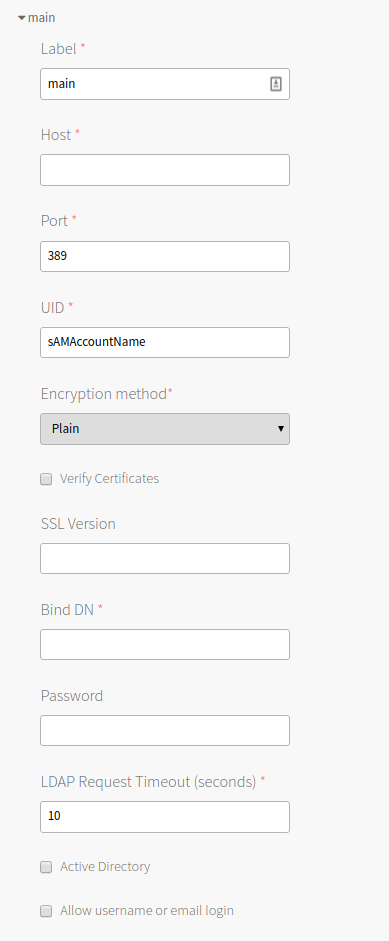 main
Label *
main
Host *
Port *
389
UID *
sAMAccountName
Encryption method*
Plain
Verify Certificates
SSL Version
Bind DN *
Password
LDAP Request Timeout (seconds) *
10
Active Directory
Allow username or email login